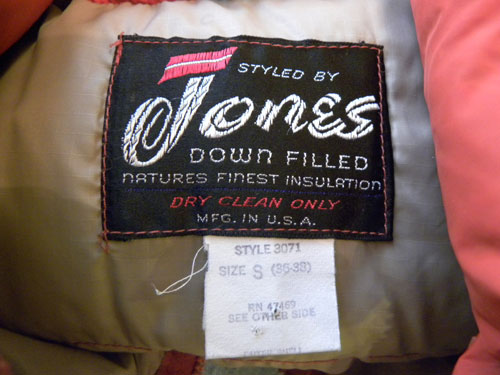 STYLED BY
Jones
DOWN FILLED
NATURES FINEST INSULATION
DRY CLEAN ONLY
MFG. IN U.S.A.
STYLE 3071
SIZE S (36-38)
RN 47469
SEE OTHER SIDE